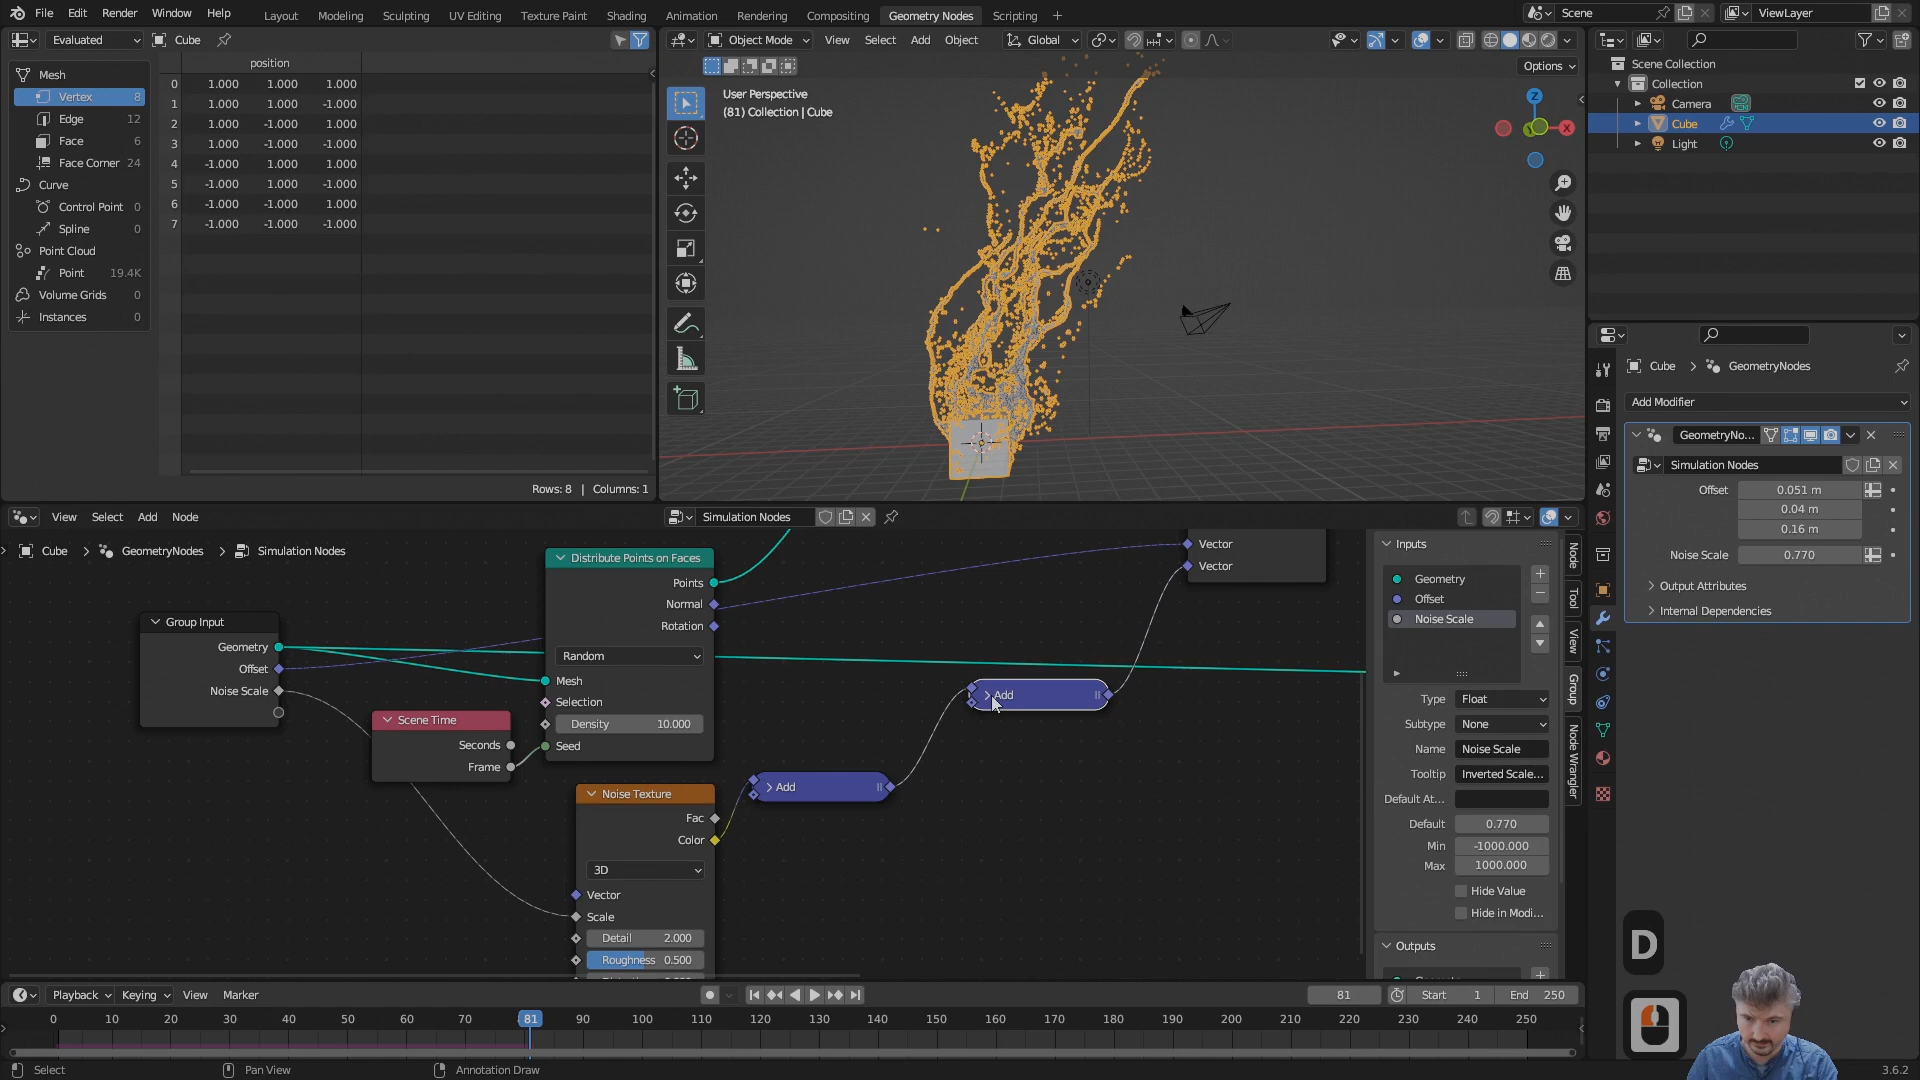 File Edit Render Window Help Layout Modeling Sculpting UV Editing Texture Paint Shading Animation Rendering Compositing Geometry Nodes Scripting + Scene ViewLayer
Evaluated Cube
position
Mesh
Vertex 8
Edge 12
Face 6
Face Corner 24
Curve
Control Point 0
Spline 0
Point Cloud
Point 19.4K
Volume Grids 0
Instances 0
0 1.000 1.000 1.000
1 1.000 1.000 -1.000
2 1.000 -1.000 1.000
3 1.000 -1.000 -1.000
4 -1.000 1.000 1.000
5 -1.000 1.000 -1.000
6 -1.000 -1.000 1.000
7 -1.000 -1.000 -1.000
Rows: 8 | Columns: 1
Object Mode View Select Add Object Global
Options
User Perspective
(81) Collection | Cube
Z
X
Scene Collection
Collection
Camera
Cube
Light
Cube > GeometryNodes
Add Modifier
GeometryNo...
Simulation Nodes
Offset 0.051 m
0.04 m
0.16 m
Noise Scale 0.770
Output Attributes
Internal Dependencies
View Select Add Node Simulation Nodes
Cube > GeometryNodes > Simulation Nodes
Group Input
Geometry
Offset
Noise Scale
Scene Time
Seconds
Frame
Distribute Points on Faces
Points
Normal
Rotation
Random
Mesh
Selection
Density 10.000
Seed
Noise Texture
Fac
Color
3D
Vector
Scale
Detail 2.000
Roughness 0.500
Add
Add
Vector
Vector
Inputs
Geometry
Offset
Noise Scale
Type Float
Subtype None
Name Noise Scale
Tooltip Inverted Scale...
Default At...
Default 0.770
Min -1000.000
Max 1000.000
Hide Value
Hide in Modi...
Outputs
Node
Tool
View
Group
Node Wrangler
D
Playback Keying View Marker 81 Start 1 End 250
0 10 20 30 40 50 60 70 81 90 100 110 120 130 140 150 160 170 180 190 200 210 220 230 240 250
Select Pan View Annotation Draw 3.6.2